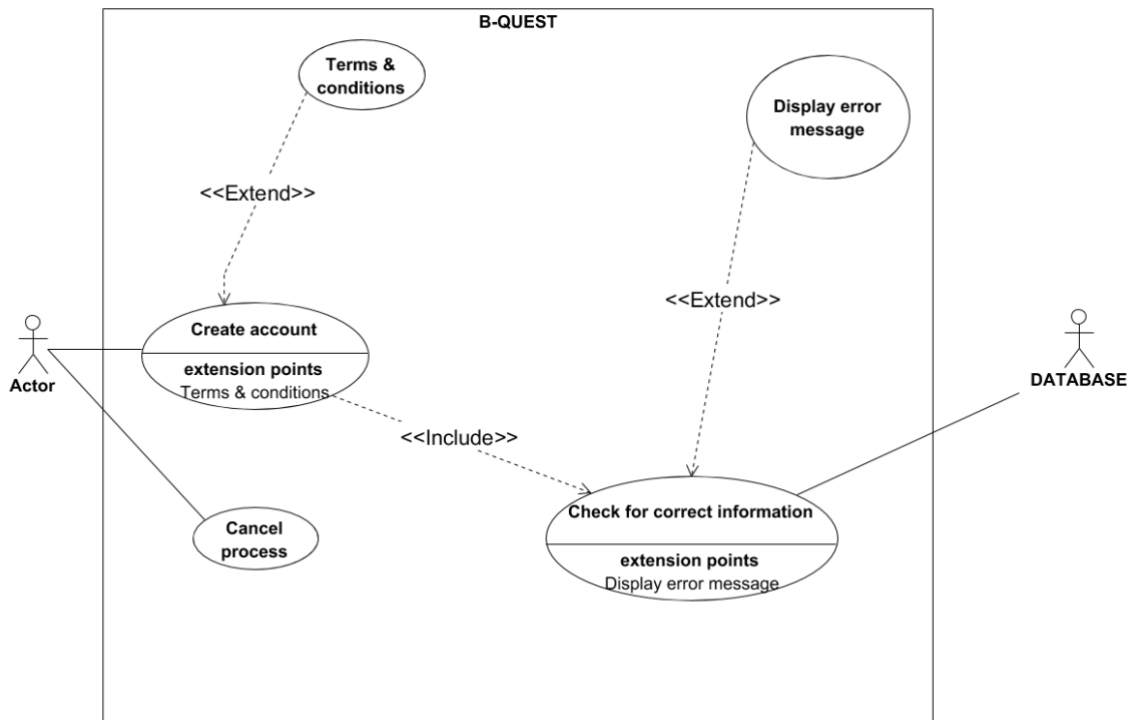 B-QUEST
Terms &
conditions
Display error
message
<<Extend>>
<<Extend>>
Create account
extension points
Terms & conditions
Actor
DATABASE
<<Include>>
Check for correct information
extension points
Display error message
Cancel
process